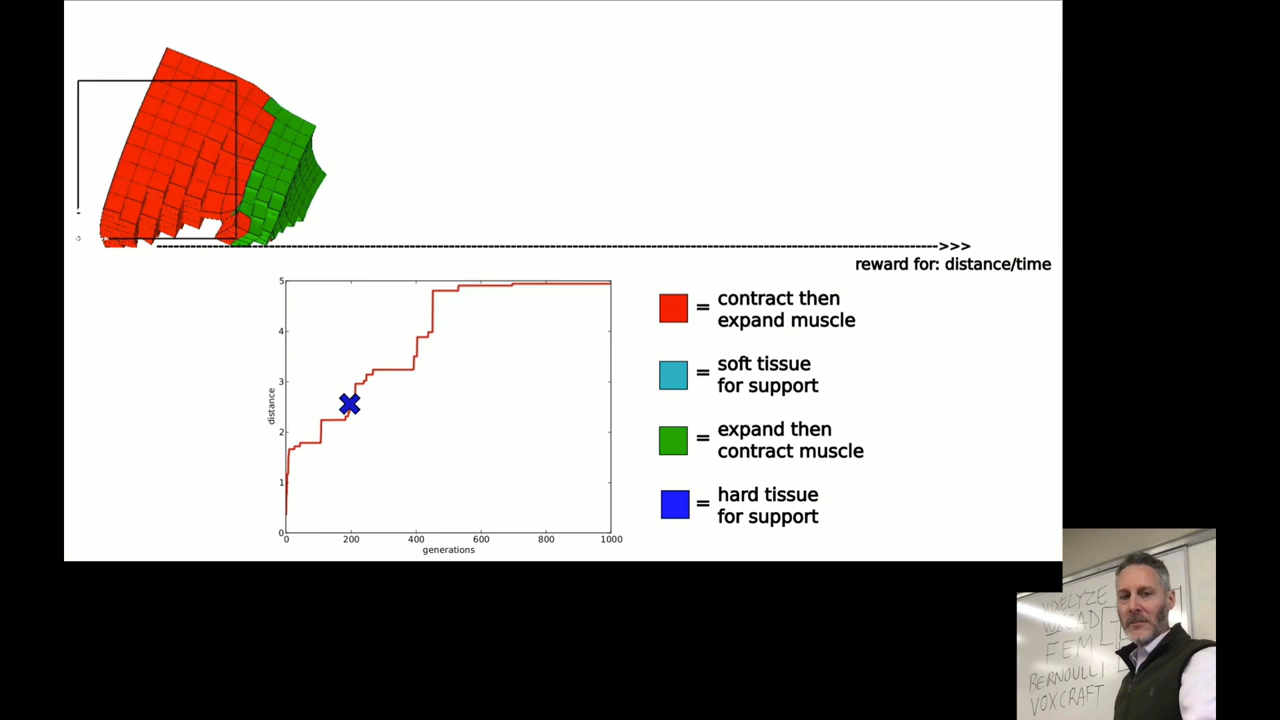 -------------------->>>
reward for: distance/time
5
4
3
2
1
0
distance
0 200 400 600 800 1000
generations
= contract then
expand muscle
= soft tissue
for support
= expand then
contract muscle
= hard tissue
for support
VOXELYZE
VOXCAD
FEM
BERNOULLI
VOXCRAFT